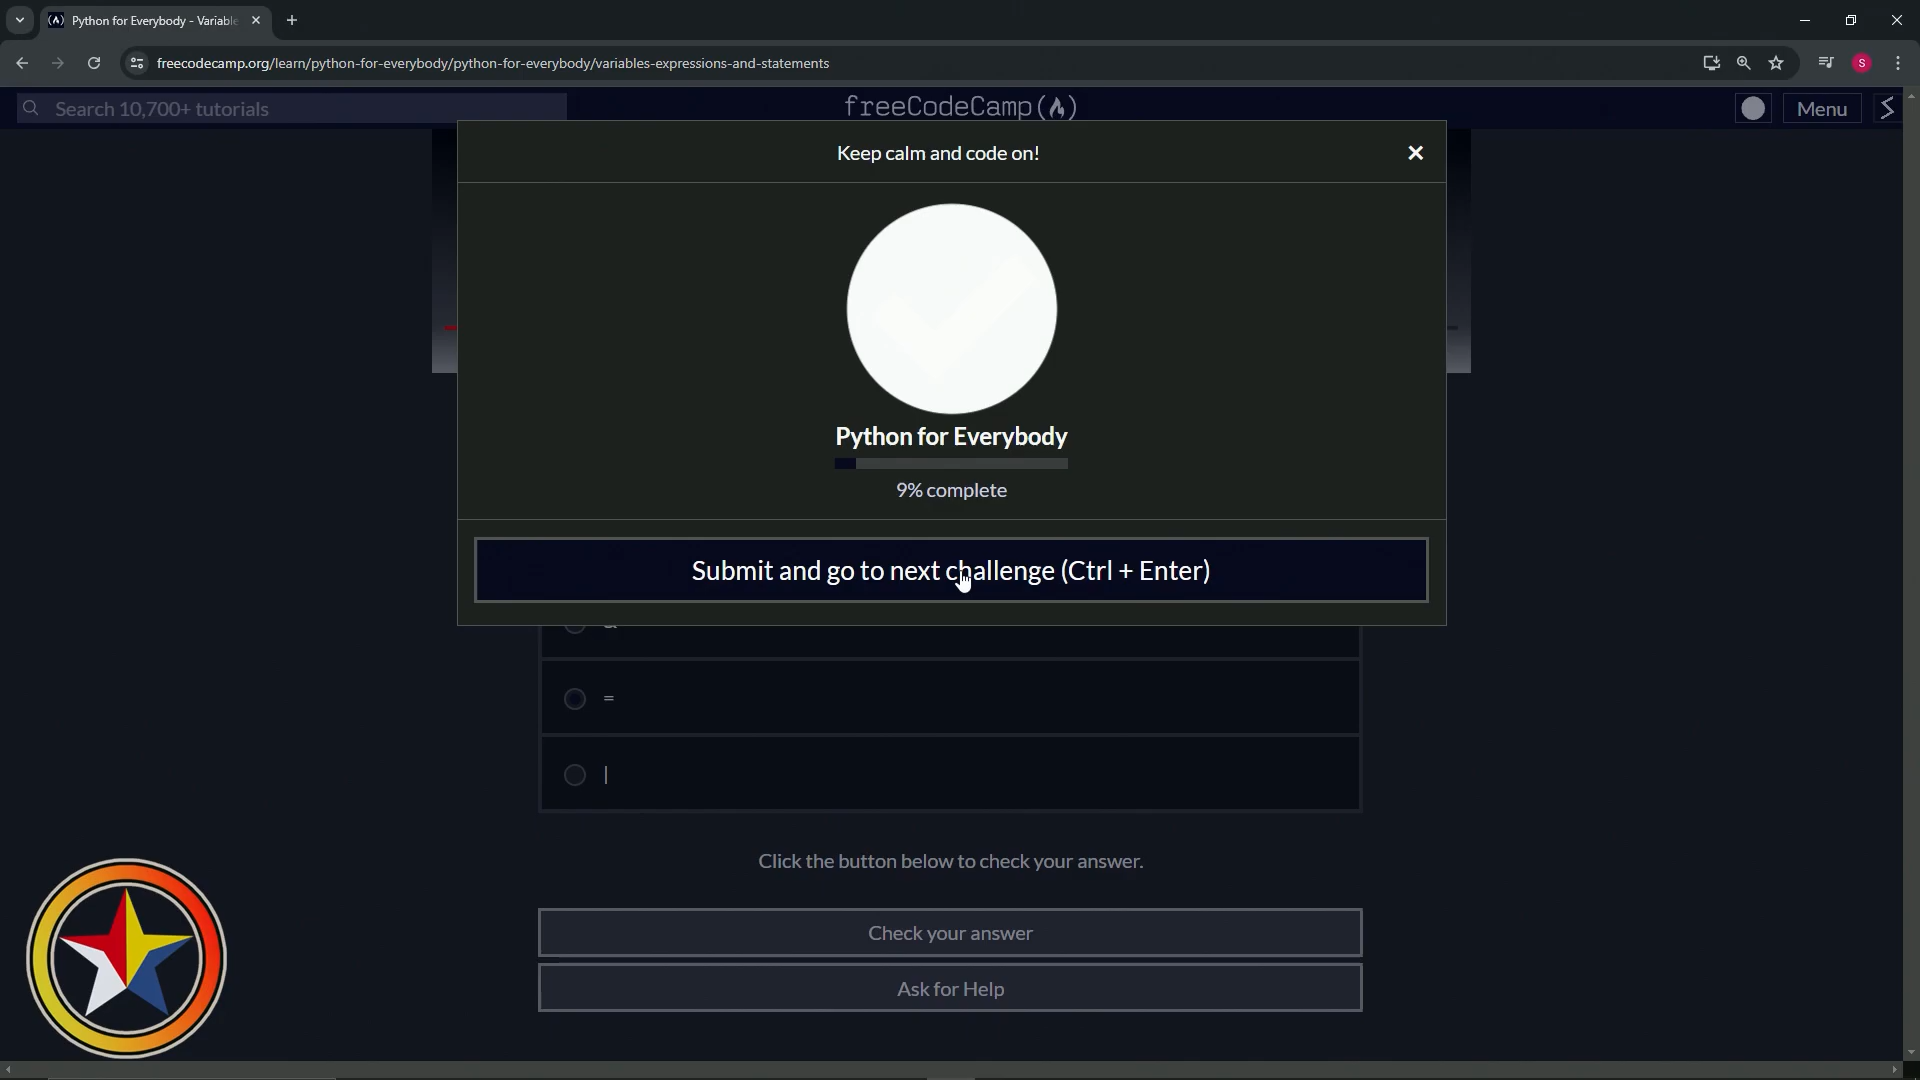 Python for Everybody - Variable
freecodecamp.org/learn/python-for-everybody/python-for-everybody/variables-expressions-and-statements
S
Search 10,700+ tutorials
freeCodeCamp
Menu
Keep calm and code on!
Python for Everybody
9% complete
Submit and go to next challenge (Ctrl + Enter)
=
|
Click the button below to check your answer.
Check your answer
Ask for Help